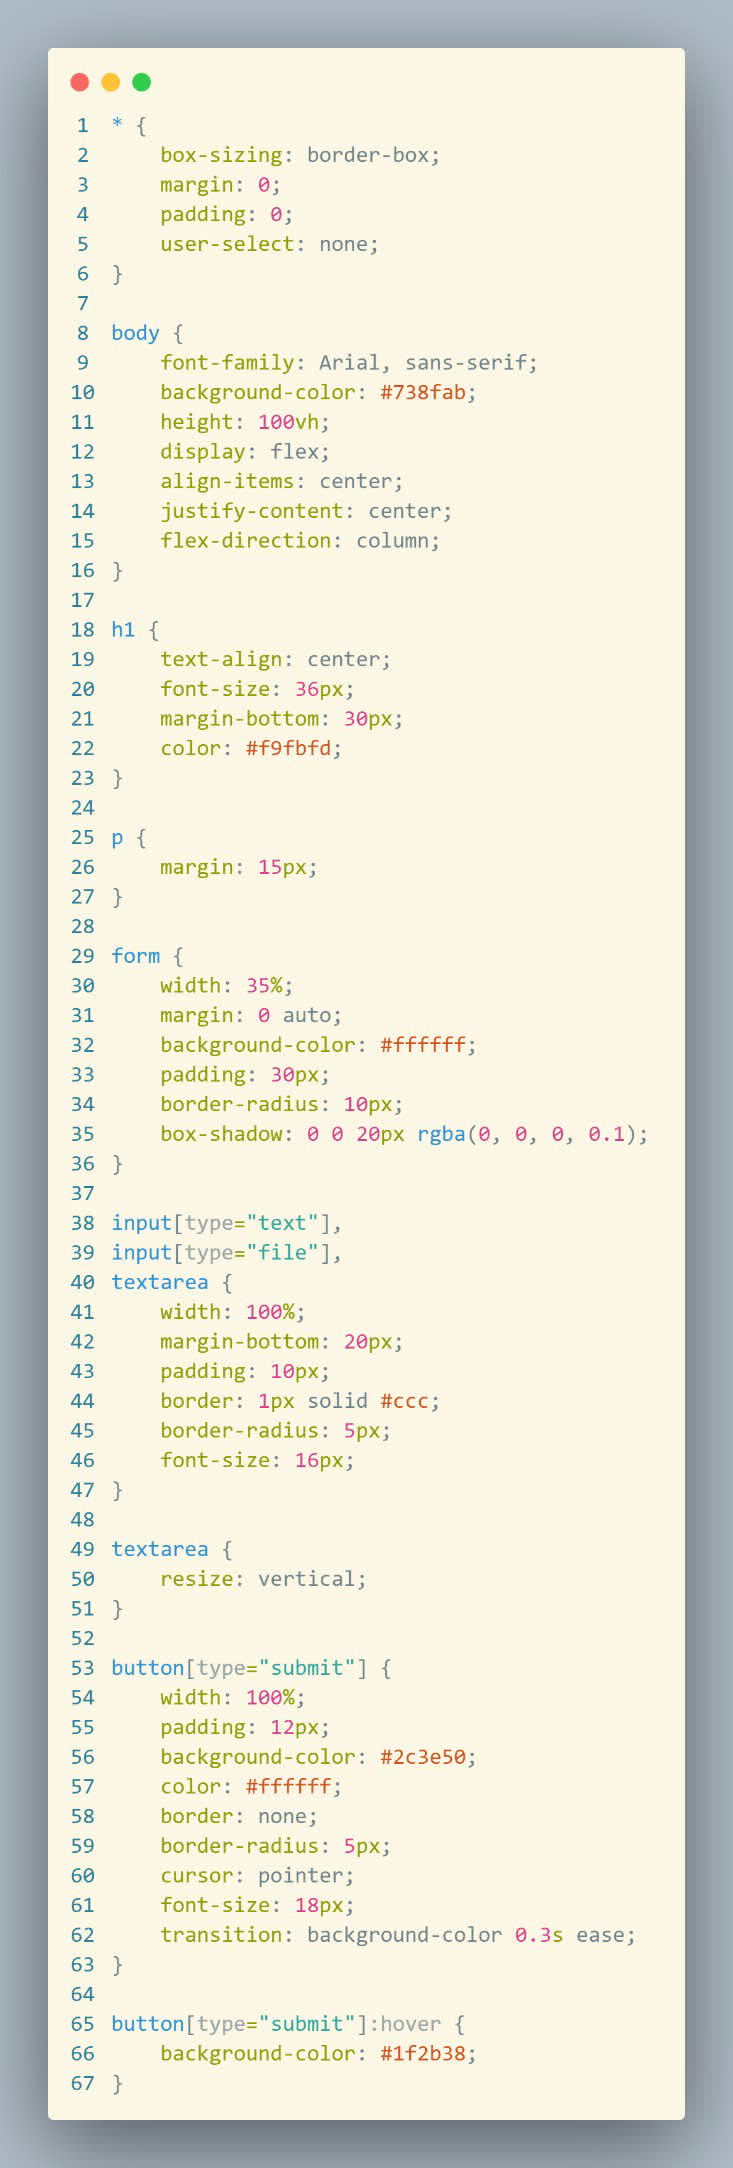 1 * {
2     box-sizing: border-box;
3     margin: 0;
4     padding: 0;
5     user-select: none;
6 }
7
8 body {
9     font-family: Arial, sans-serif;
10     background-color: #738fab;
11     height: 100vh;
12     display: flex;
13     align-items: center;
14     justify-content: center;
15     flex-direction: column;
16 }
17
18 h1 {
19     text-align: center;
20     font-size: 36px;
21     margin-bottom: 30px;
22     color: #f9fbfd;
23 }
24
25 p {
26     margin: 15px;
27 }
28
29 form {
30     width: 35%;
31     margin: 0 auto;
32     background-color: #ffffff;
33     padding: 30px;
34     border-radius: 10px;
35     box-shadow: 0 0 20px rgba(0, 0, 0, 0.1);
36 }
37
38 input[type="text"],
39 input[type="file"],
40 textarea {
41     width: 100%;
42     margin-bottom: 20px;
43     padding: 10px;
44     border: 1px solid #ccc;
45     border-radius: 5px;
46     font-size: 16px;
47 }
48
49 textarea {
50     resize: vertical;
51 }
52
53 button[type="submit"] {
54     width: 100%;
55     padding: 12px;
56     background-color: #2c3e50;
57     color: #ffffff;
58     border: none;
59     border-radius: 5px;
60     cursor: pointer;
61     font-size: 18px;
62     transition: background-color 0.3s ease;
63 }
64
65 button[type="submit"]:hover {
66     background-color: #1f2b38;
67 }